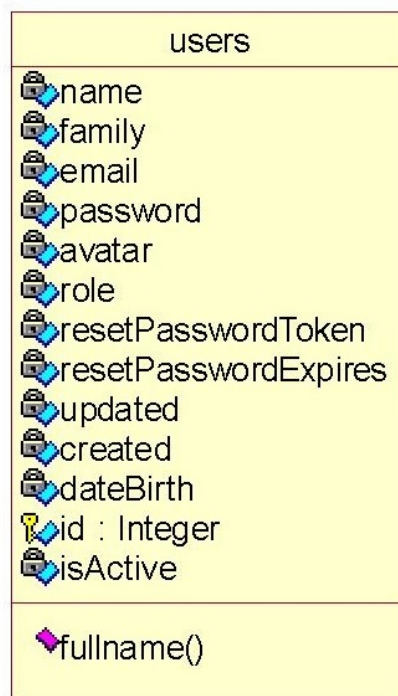 users
name
family
email
password
avatar
role
resetPasswordToken
resetPasswordExpires
updated
created
dateBirth
id : Integer
isActive
fullname()